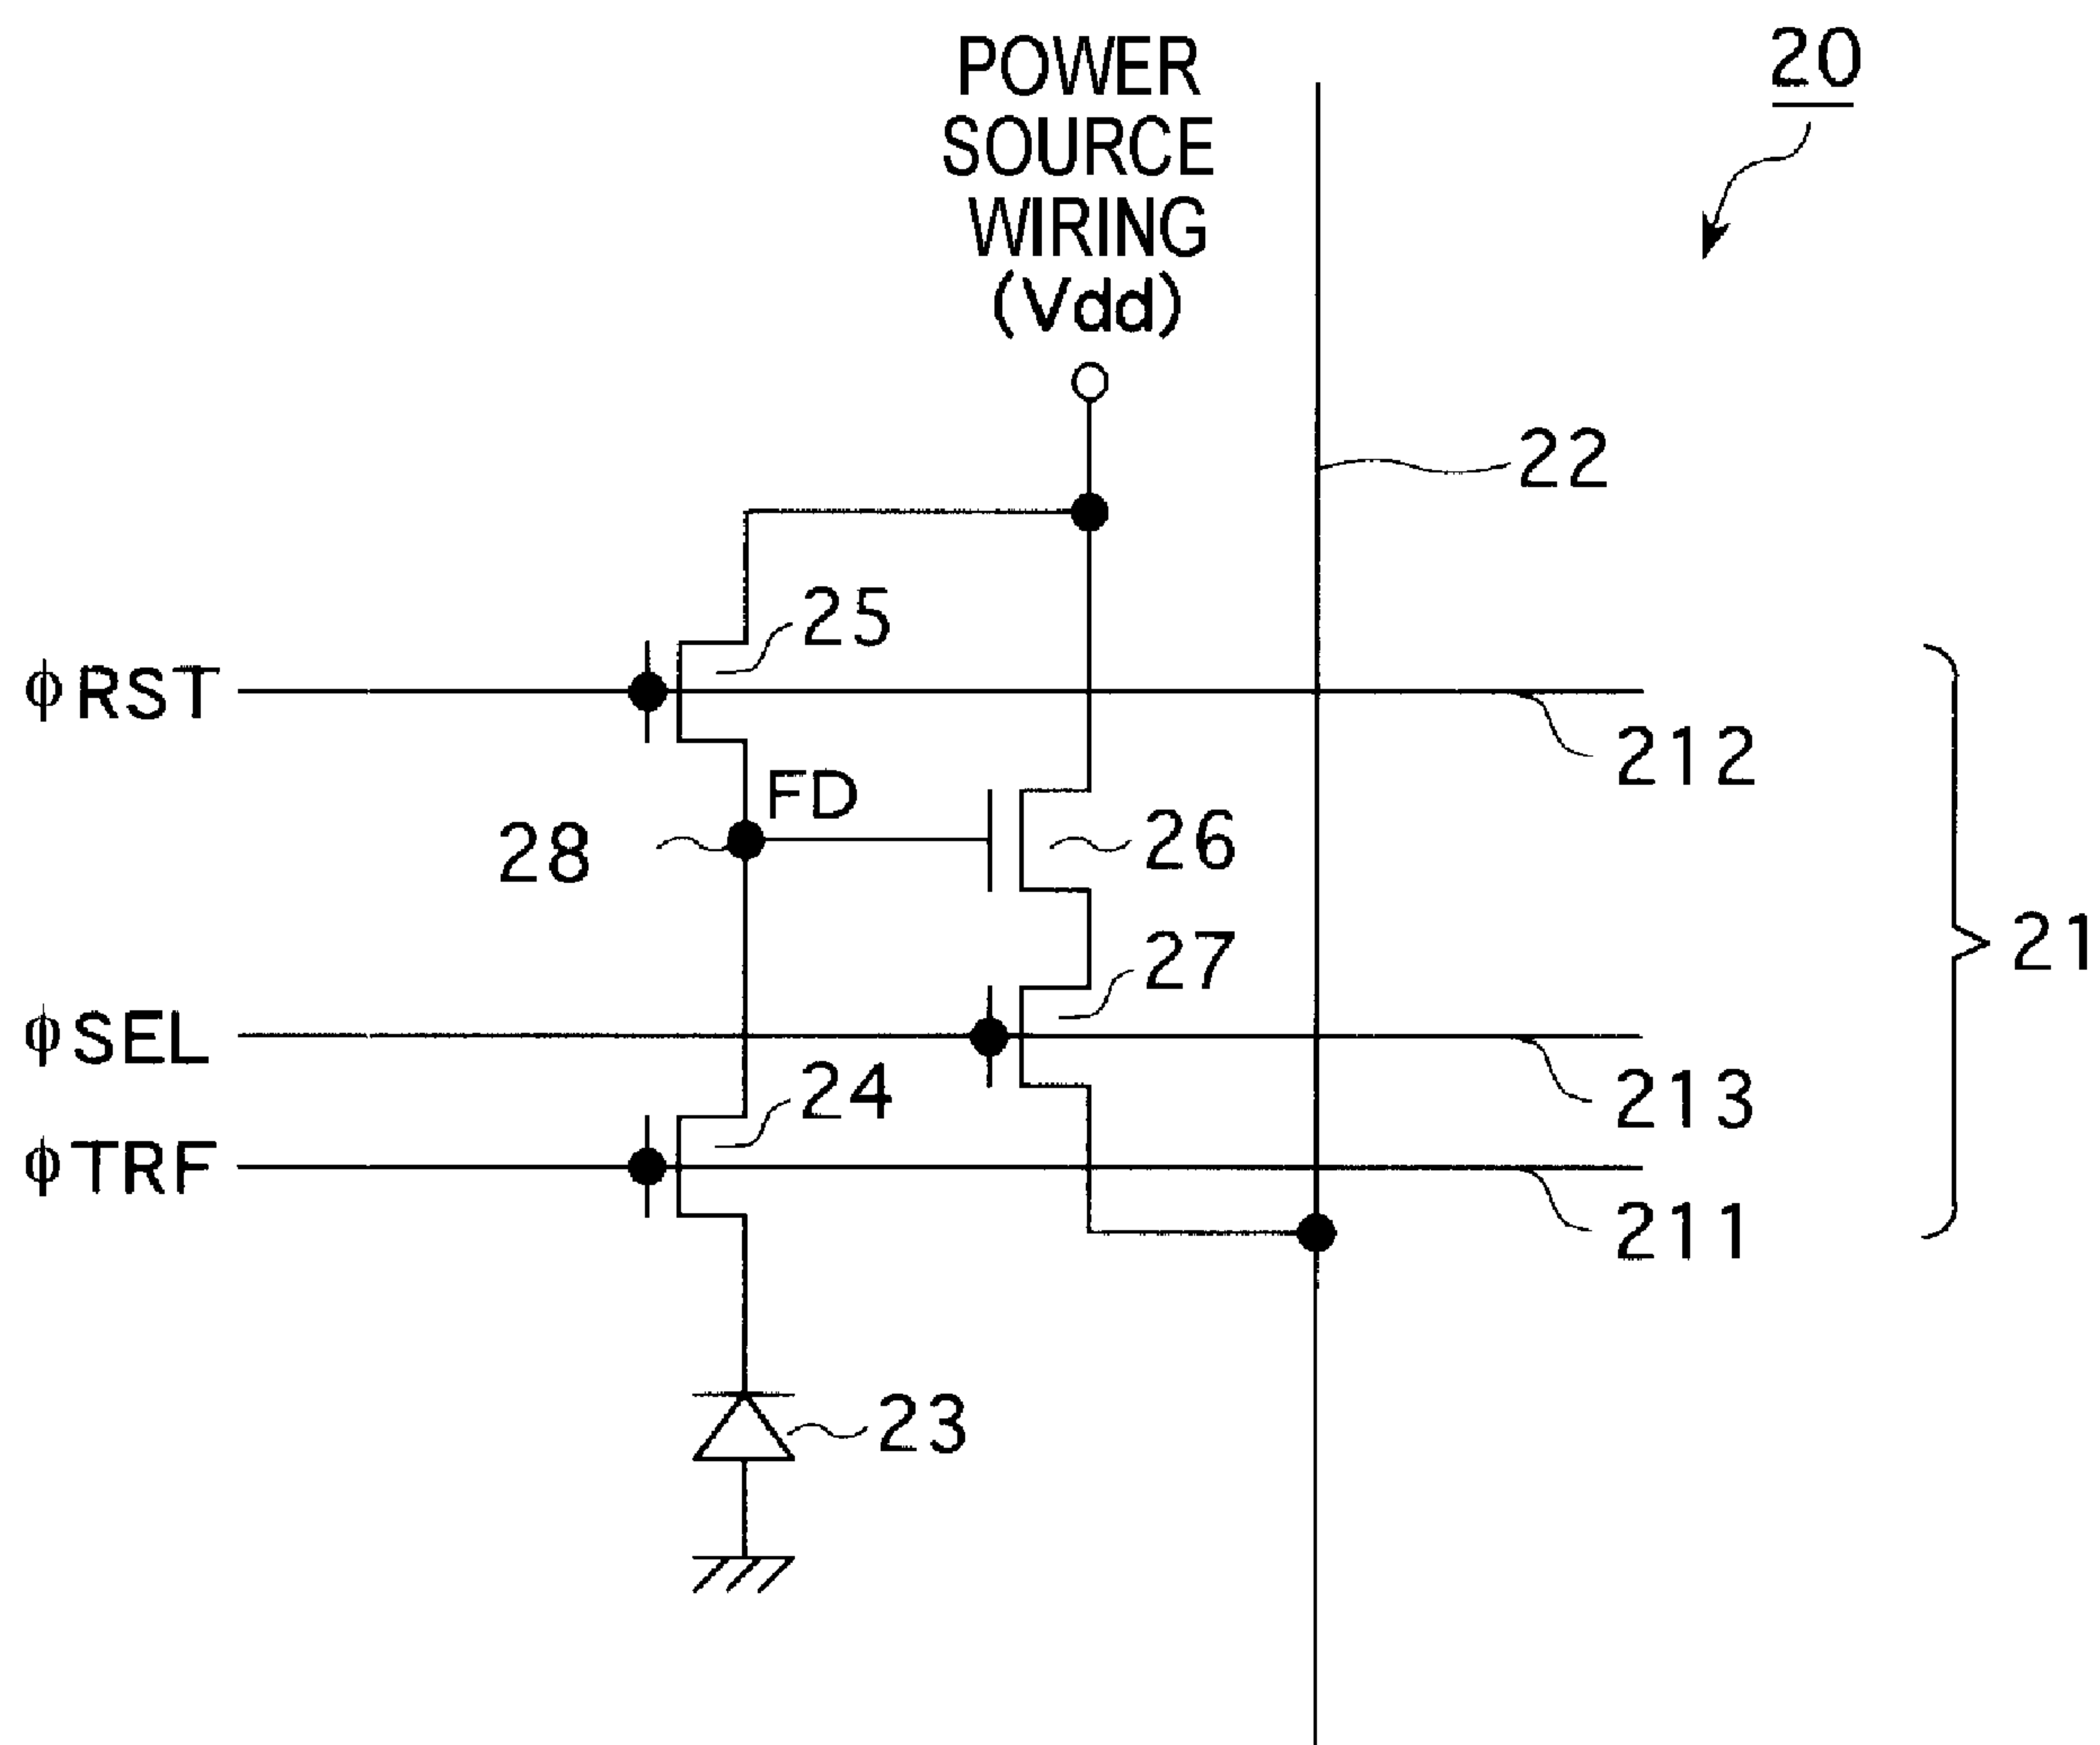 POWER
SOURCE
WIRING
(Vdd)
20
22
25
ϕRST
212
FD
28
26
21
27
ϕSEL
213
24
ϕTRF
211
23